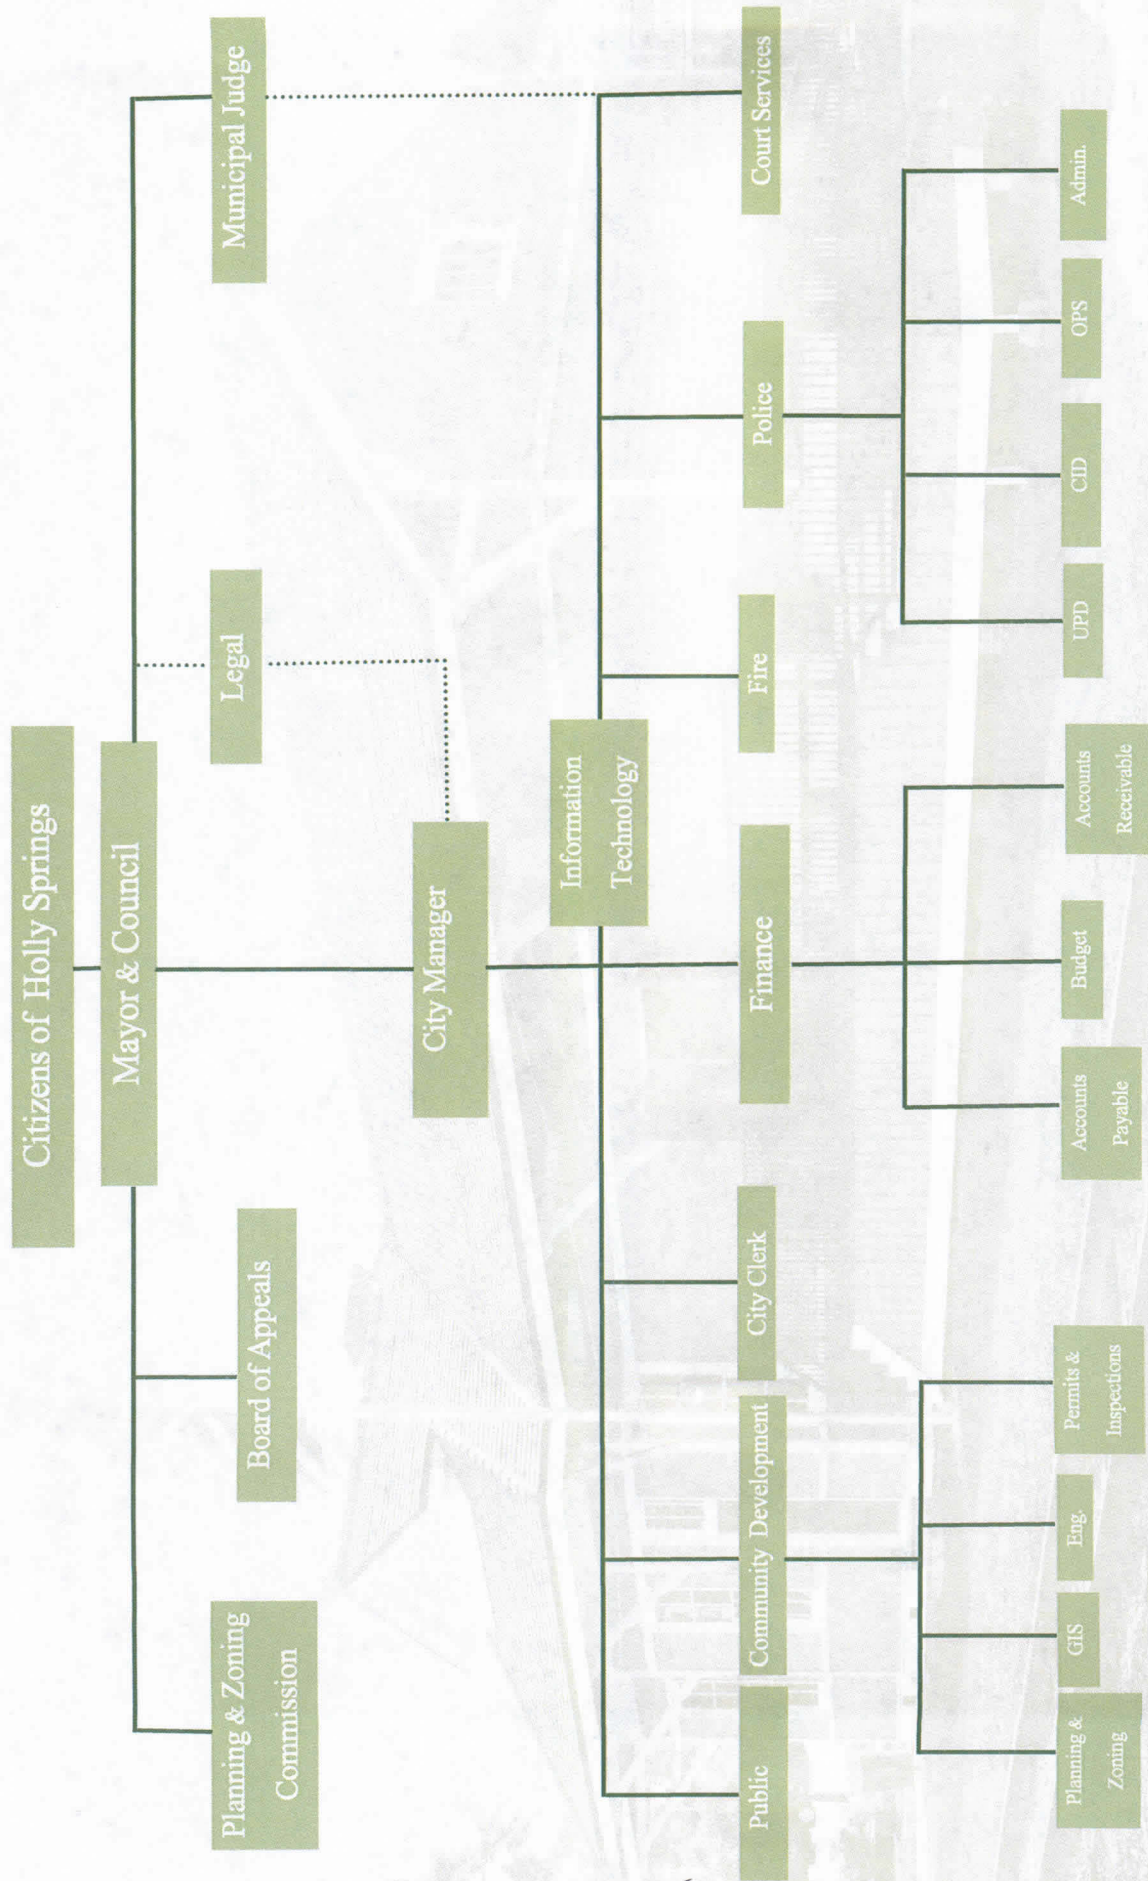 Citizens of Holly Springs
Mayor & Council
Planning & Zoning
Commission
Board of Appeals
Legal
Municipal Judge
City Manager
Information
Technology
Public
Community Development
City Clerk
Finance
Fire
Police
Court Services
Planning &
Zoning
GIS
Eng.
Permits &
Inspections
Accounts
Payable
Budget
Accounts
Receivable
UPD
CID
OPS
Admin.